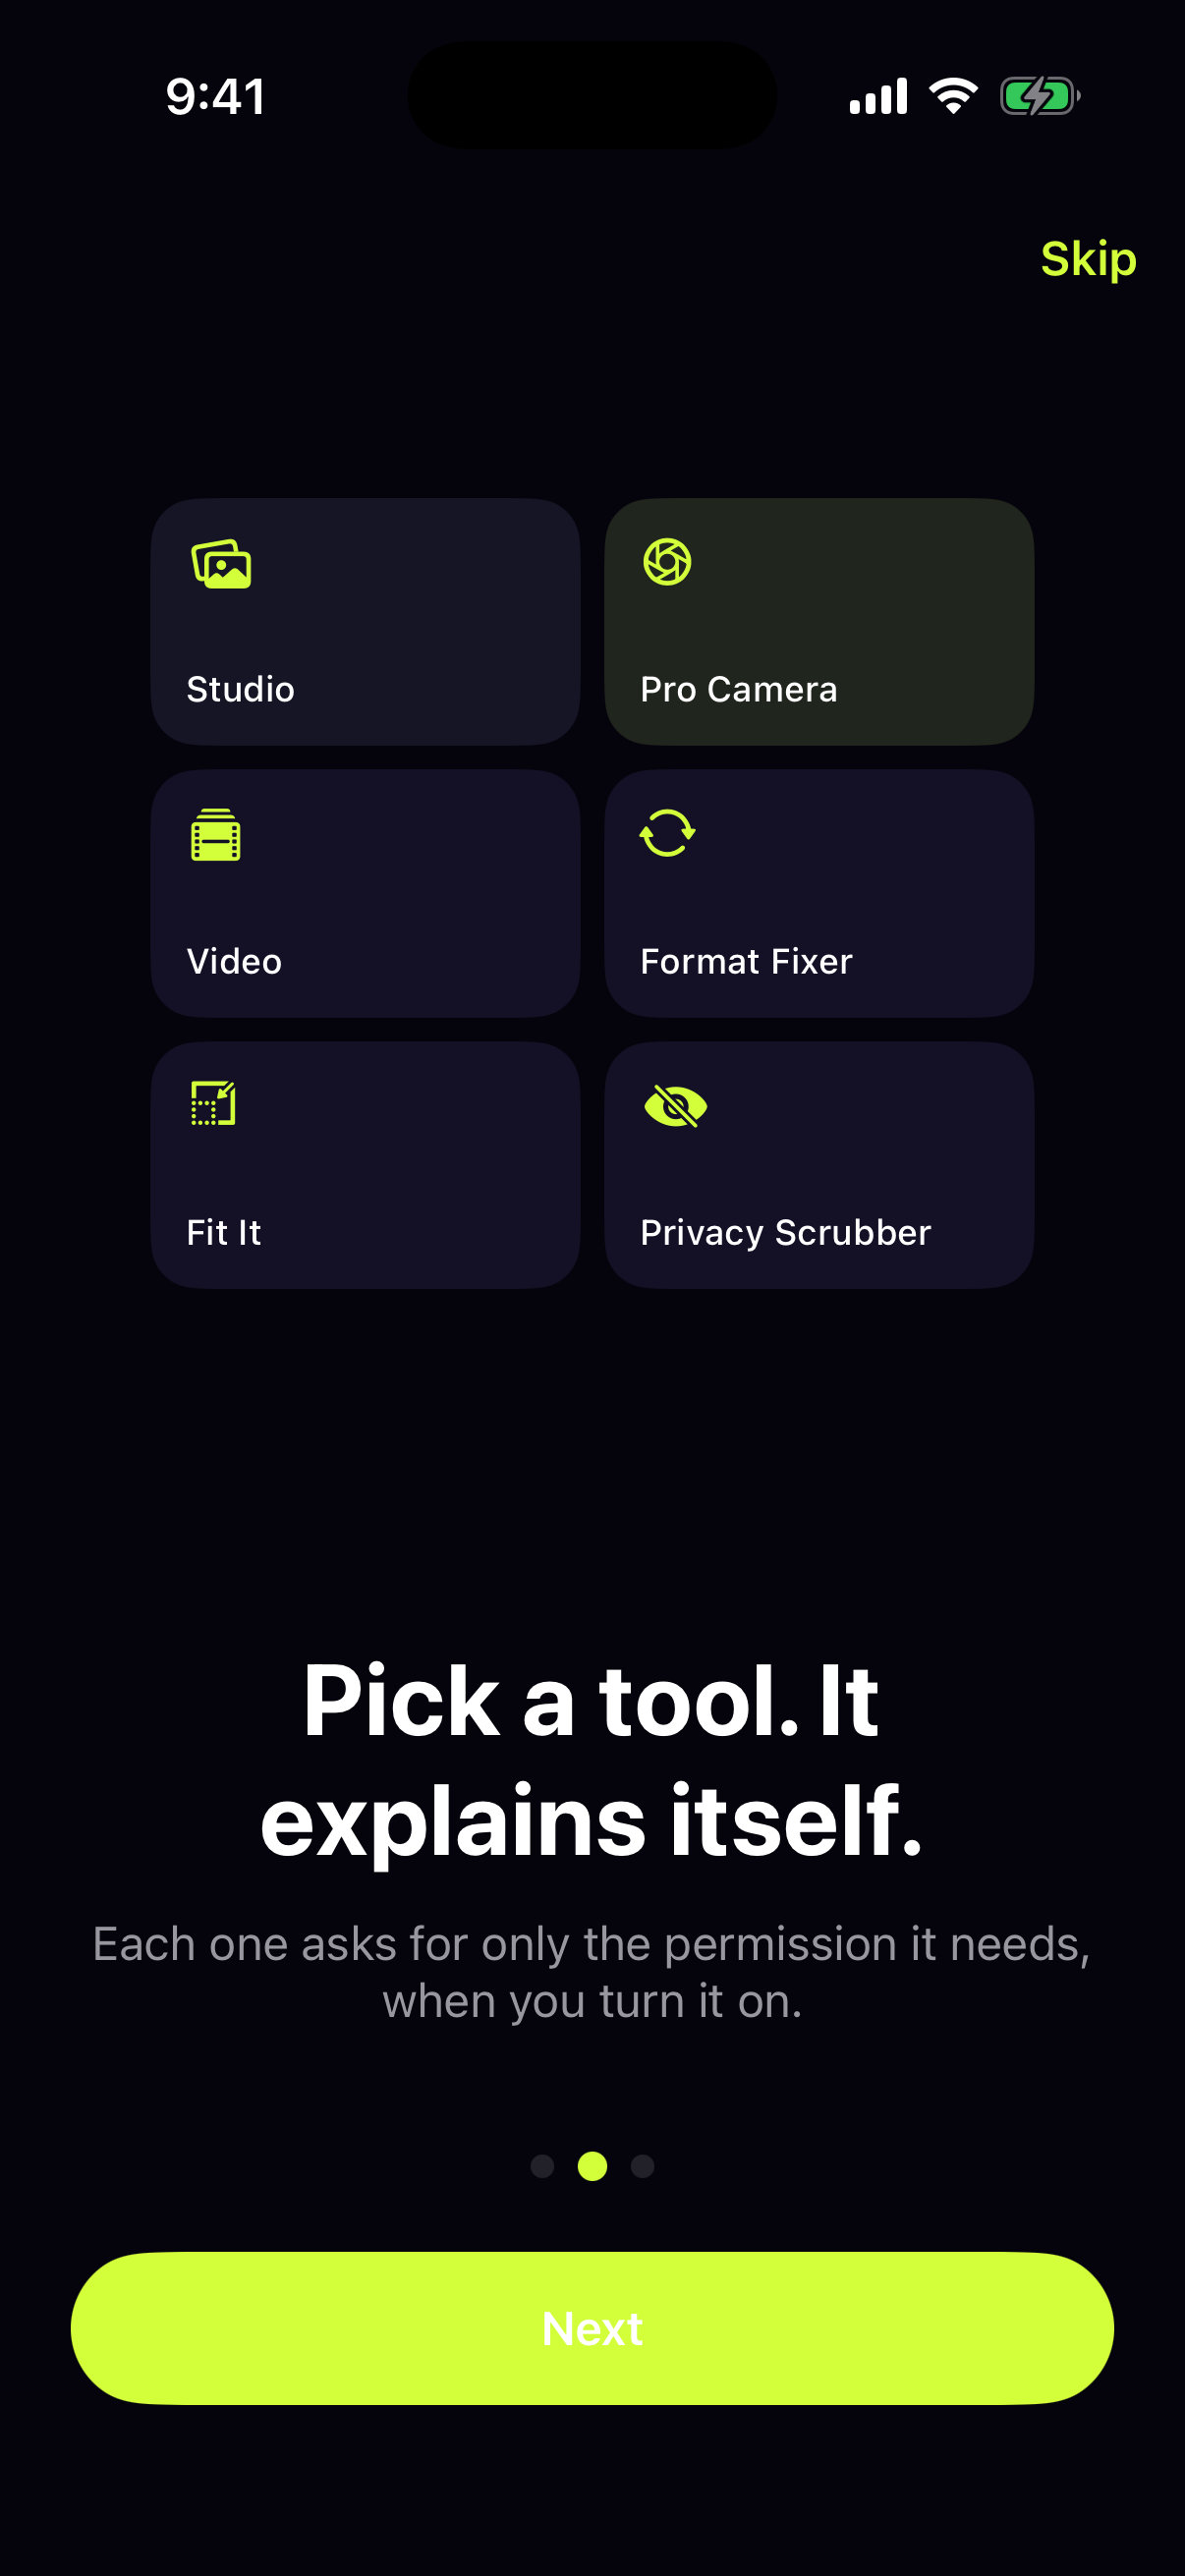 9:41
Skip
Studio
Pro Camera
Video
Format Fixer
Fit It
Privacy Scrubber
Pick a tool. It
explains itself.
Each one asks for only the permission it needs,
when you turn it on.
Next